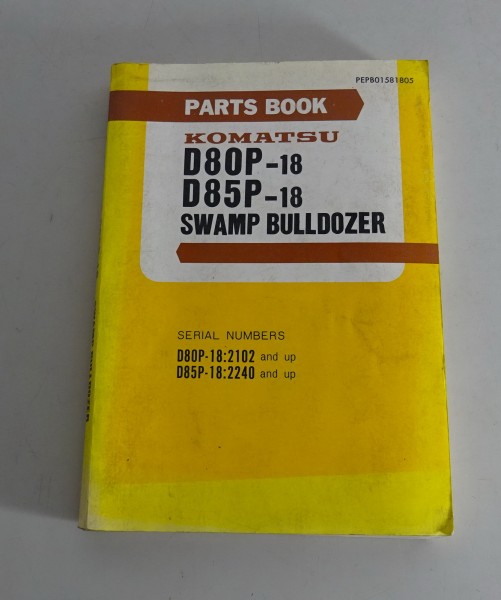 PEPB01581805
PARTS BOOK
KOMATSU
D80P-18
D85P-18
SWAMP BULLDOZER
SERIAL NUMBERS
D80P-18:2102 and up
D85P-18:2240 and up